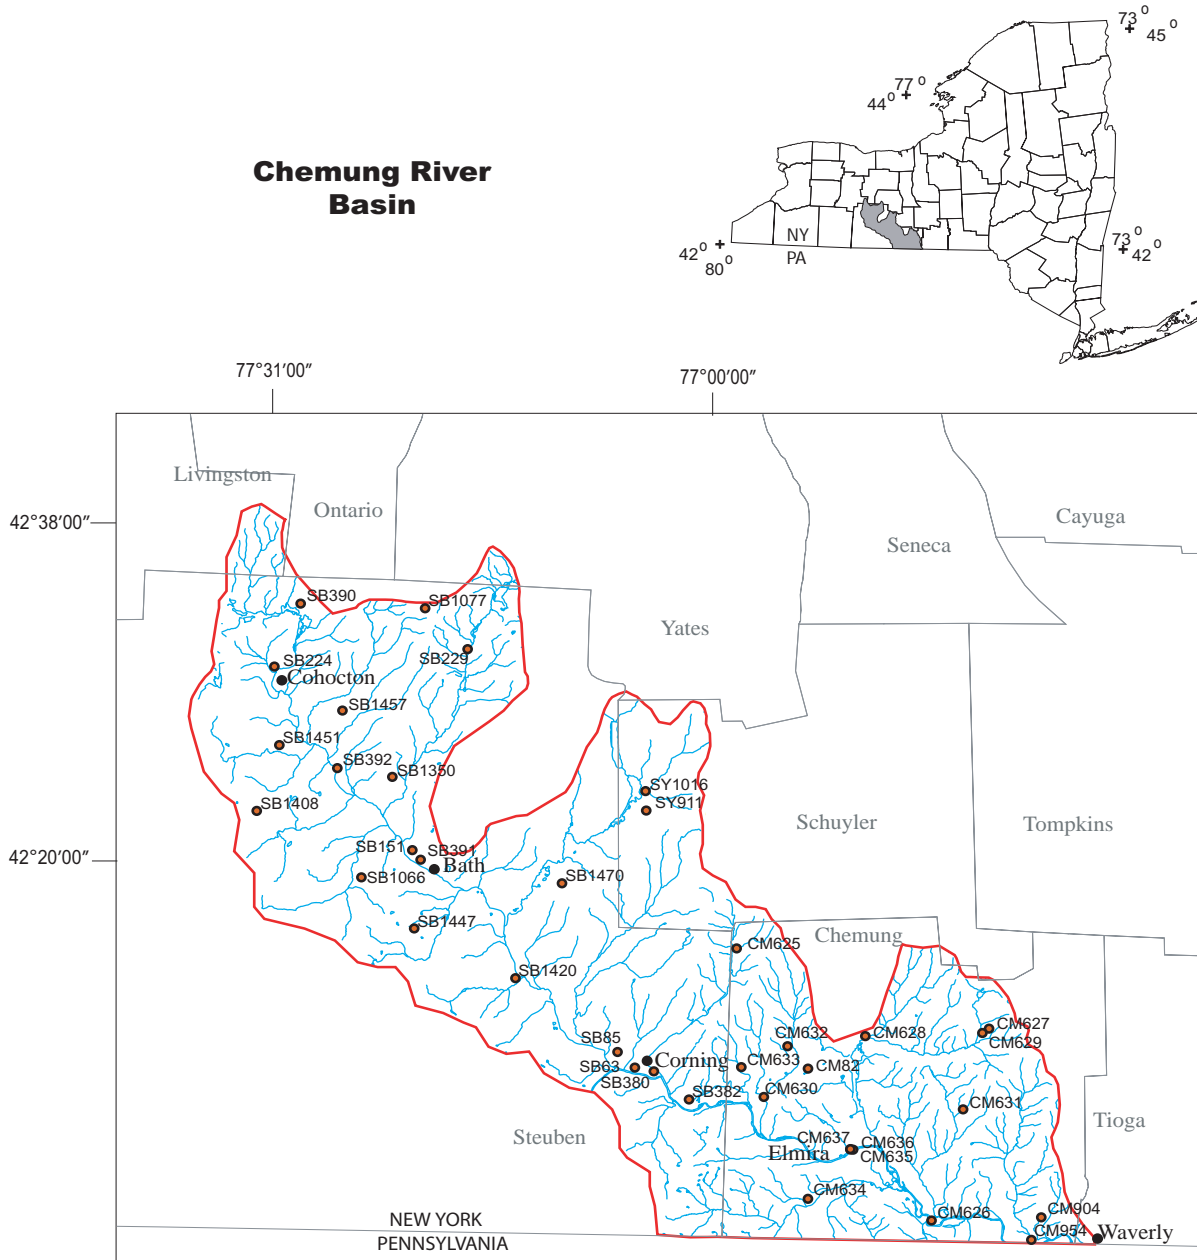 73°
45°
77°
44°
Chemung River
Basin
NY
PA
42°
80°
73°
42°
77°31'00"
77°00'00"
Livingston
Ontario
42°38'00"
Cayuga
Seneca
SB390
SB1077
Yates
SB229
SB224
Cohocton
SB1457
SB1451
SB392
SB1350
SY1016
SY911
SB1408
Schuyler
Tompkins
SB151
SB391
42°20'00"
Bath
SB1066
SB1470
SB1447
Chemung
CM625
SB1420
CM627
CM632
CM628
CM629
SB85
Corning
SB63
CM633
CM82
SB380
SB382
CM630
CM631
Tioga
Steuben
CM637
CM636
Elmira
CM635
CM634
CM626
CM904
NEW YORK
CM954
Waverly
PENNSYLVANIA